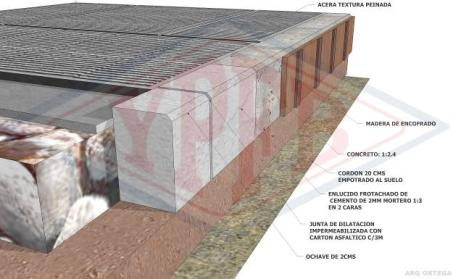 ACERA TEXTURA PEINADA
MADERA DE ENCOFRADO
CONCRETO: 1:2.4
CORDON 20 CMS
EMPOTRADO AL SUELO
ENLUCIDO FROTACHADO DE
CEMENTO DE 2MM MORTERO 1:3
EN 2 CARAS
JUNTA DE DILATACION
IMPERMEABILIZADA CON
CARTON ASFALTICO C/3M
OCHAVE DE 2CMS
ARQ ORTEGA